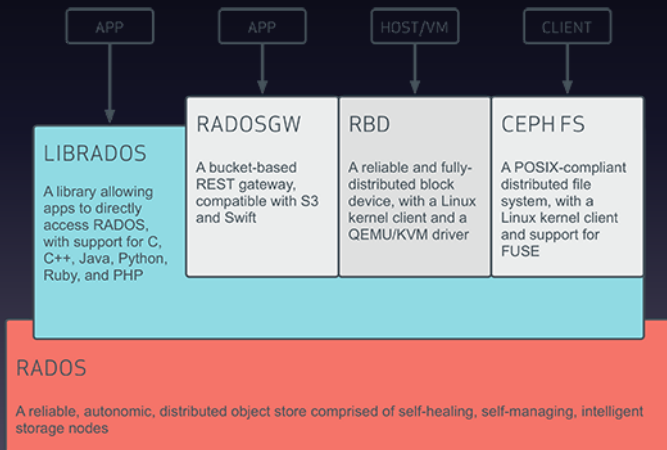 APP
APP
HOST/VM
CLIENT
LIBRADOS
A library allowing
apps to directly
access RADOS,
with support for C,
C++, Java, Python,
Ruby, and PHP
RADOSGW
A bucket-based
REST gateway,
compatible with S3
and Swift
RBD
A reliable and fully-
distributed block
device, with a Linux
kernel client and a
QEMU/KVM driver
CEPH FS
A POSIX-compliant
distributed file
system, with a
Linux kernel client
and support for
FUSE
RADOS
A reliable, autonomic, distributed object store comprised of self-healing, self-managing, intelligent
storage nodes